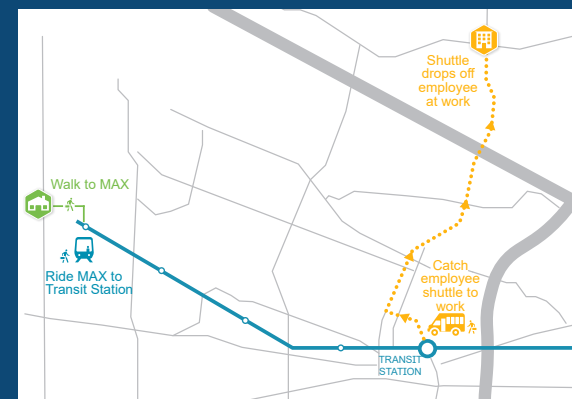 Shuttle
drops off
employee
at work
Walk to MAX
Ride MAX to
Transit Station
Catch
employee
shuttle to
work
TRANSIT
STATION